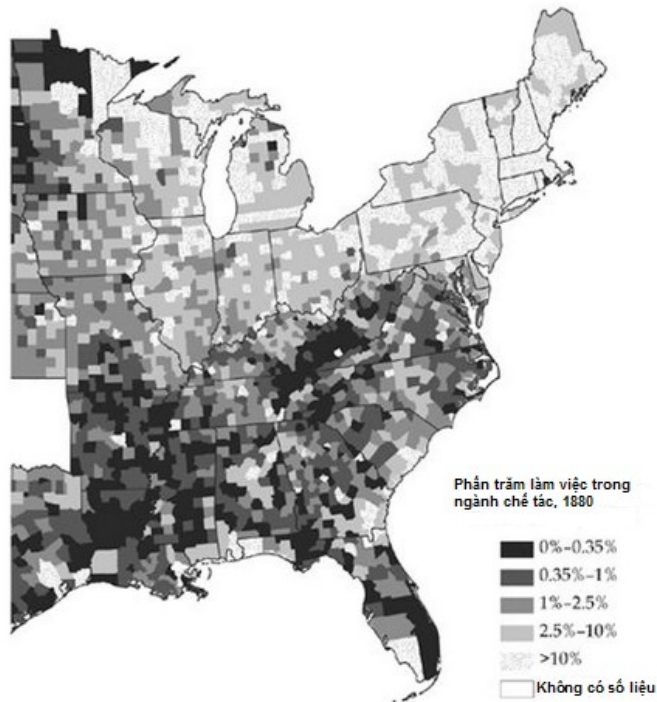 Phần trăm làm việc trong
ngành chế tác, 1880
0%–0.35%
0.35%–1%
1%–2.5%
2.5%–10%
>10%
Không có số liệu